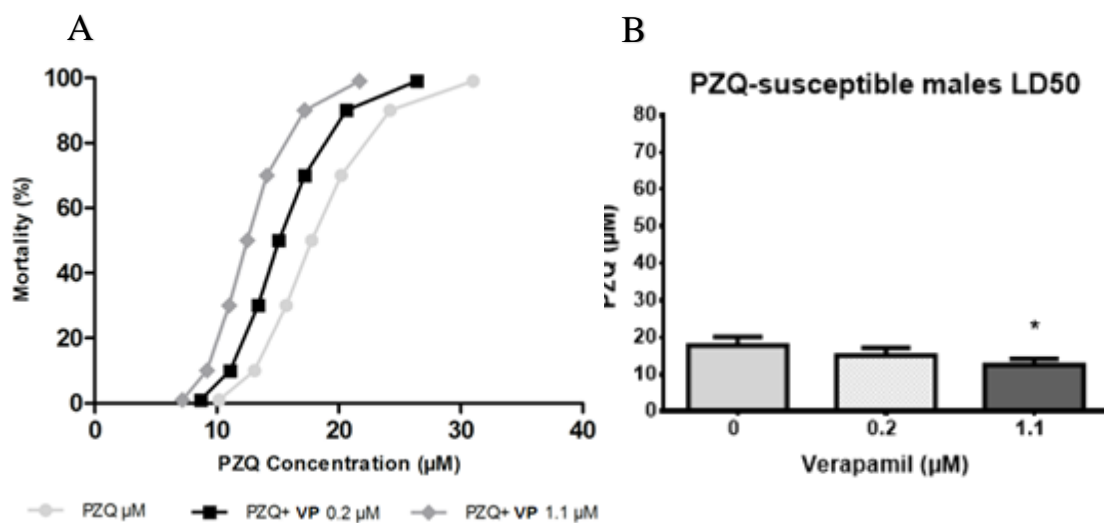 A
100
80
60
40
20
0
Mortality (%)
0 10 20 30 40
PZQ Concentration (µM)
PZQ µM PZQ+ VP 0.2 µM PZQ+ VP 1.1 µM
B
PZQ-susceptible males LD50
80
70
60
50
40
30
20
10
0
PZQ (µM)
*
0 0.2 1.1
Verapamil (µM)